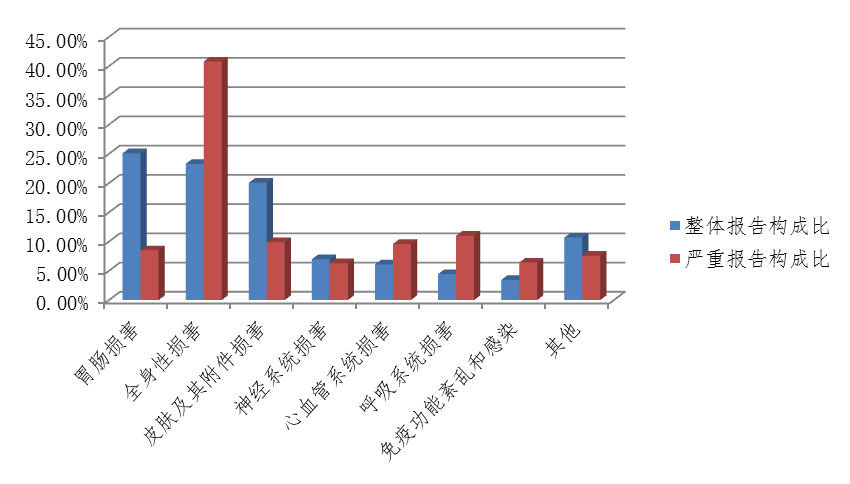 45.00%
40.00%
35.00%
30.00%
25.00%
20.00%
15.00%
10.00%
5.00%
0.00%
胃肠损害
全身性损害
皮肤及其附件损害
神经系统损害
心血管系统损害
呼吸系统损害
免疫功能紊乱和感染
其他
整体报告构成比
严重报告构成比